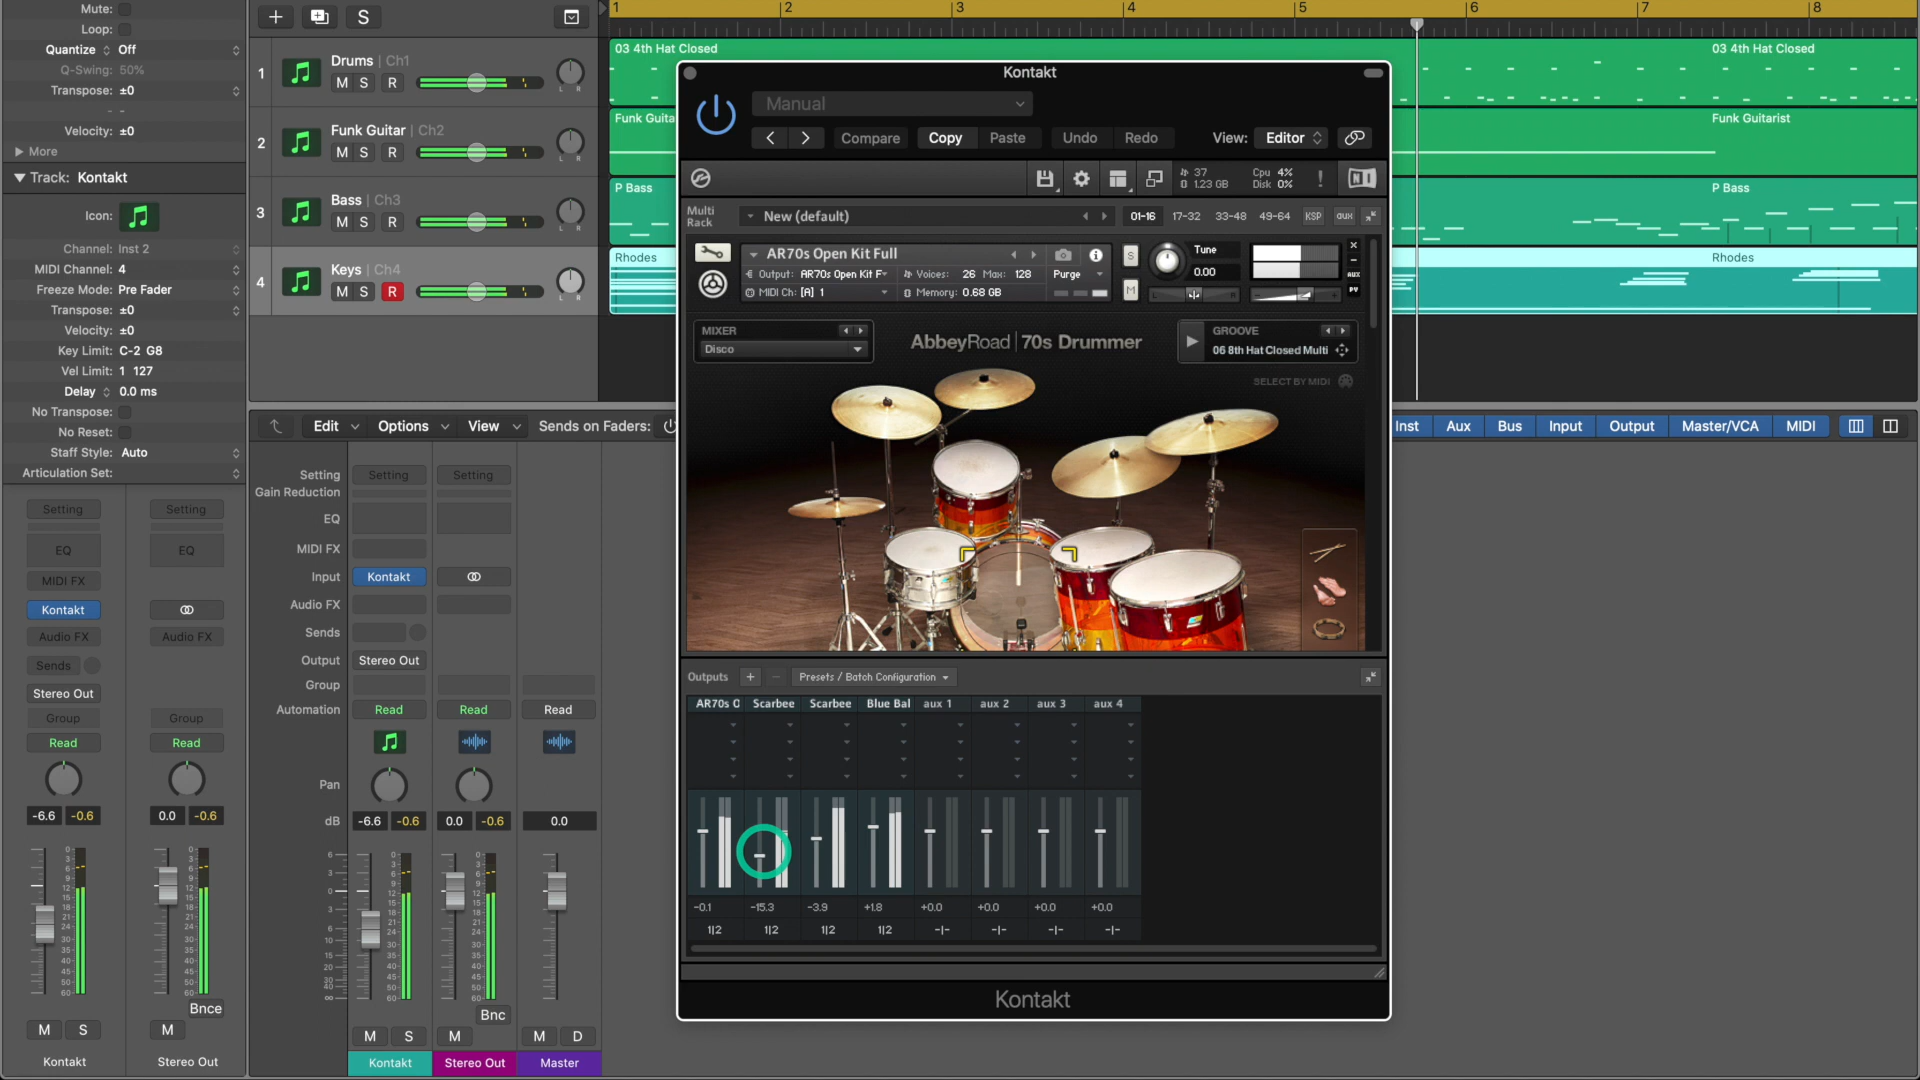 Mute:
Loop:
Quantize Off
Q-Swing: 50%
Transpose: ±0
- -
Velocity: ±0
More
Track: Kontakt
Icon:
Channel: Inst 2
MIDI Channel: 4
Freeze Mode: Pre Fader
Transpose: ±0
Velocity: ±0
Key Limit: C-2 G8
Vel Limit: 1 127
Delay 0.0 ms
No Transpose:
No Reset:
Staff Style: Auto
Articulation Set:
Setting Setting
EQ EQ
MIDI FX
Kontakt
Audio FX Audio FX
Sends
Stereo Out
Group Group
Read Read
-6.6 -0.6 0.0 -0.6
Bnce
M S M
Kontakt Stereo Out
S
1 2 3 4 5 6 7 8
1 Drums | Ch1
M S R
L R
2 Funk Guitar | Ch2
M S R
L R
3 Bass | Ch3
M S R
L R
4 Keys | Ch4
M S R
L R
03 4th Hat Closed 03 4th Hat Closed
Funk Guita Funk Guitarist
P Bass P Bass
Rhodes Rhodes
Edit Options View Sends on Faders:
Inst Aux Bus Input Output Master/VCA MIDI
Setting Setting Setting
Gain Reduction
EQ
MIDI FX
Input Kontakt
Audio FX
Sends
Output Stereo Out
Group
Automation Read Read Read
Pan
dB -6.6 -0.6 0.0 -0.6 0.0
Bnc
M S M M D
Kontakt Stereo Out Master
Kontakt
Manual
Compare Copy Paste Undo Redo View: Editor
37
1.23 GB
Cpu 4%
Disk 0%
!
NI
Multi
Rack
New (default)
01-16 17-32 33-48 49-64 KSP aux
AR70s Open Kit Full
Output: AR70s Open Kit F Voices: 26 Max: 128 Purge
MIDI Ch: [A] 1 Memory: 0.68 GB
S
M
Tune
0.00
L R
AUX
PV
MIXER
Disco
AbbeyRoad | 70s Drummer
GROOVE
06 8th Hat Closed Multi
SELECT BY MIDI
Outputs + - Presets / Batch Configuration
AR70s O Scarbee Scarbee Blue Bal aux 1 aux 2 aux 3 aux 4
-0.1 -15.3 -3.9 +1.8 +0.0 +0.0 +0.0 +0.0
1|2 1|2 1|2 1|2 -|- -|- -|- -|-
Kontakt